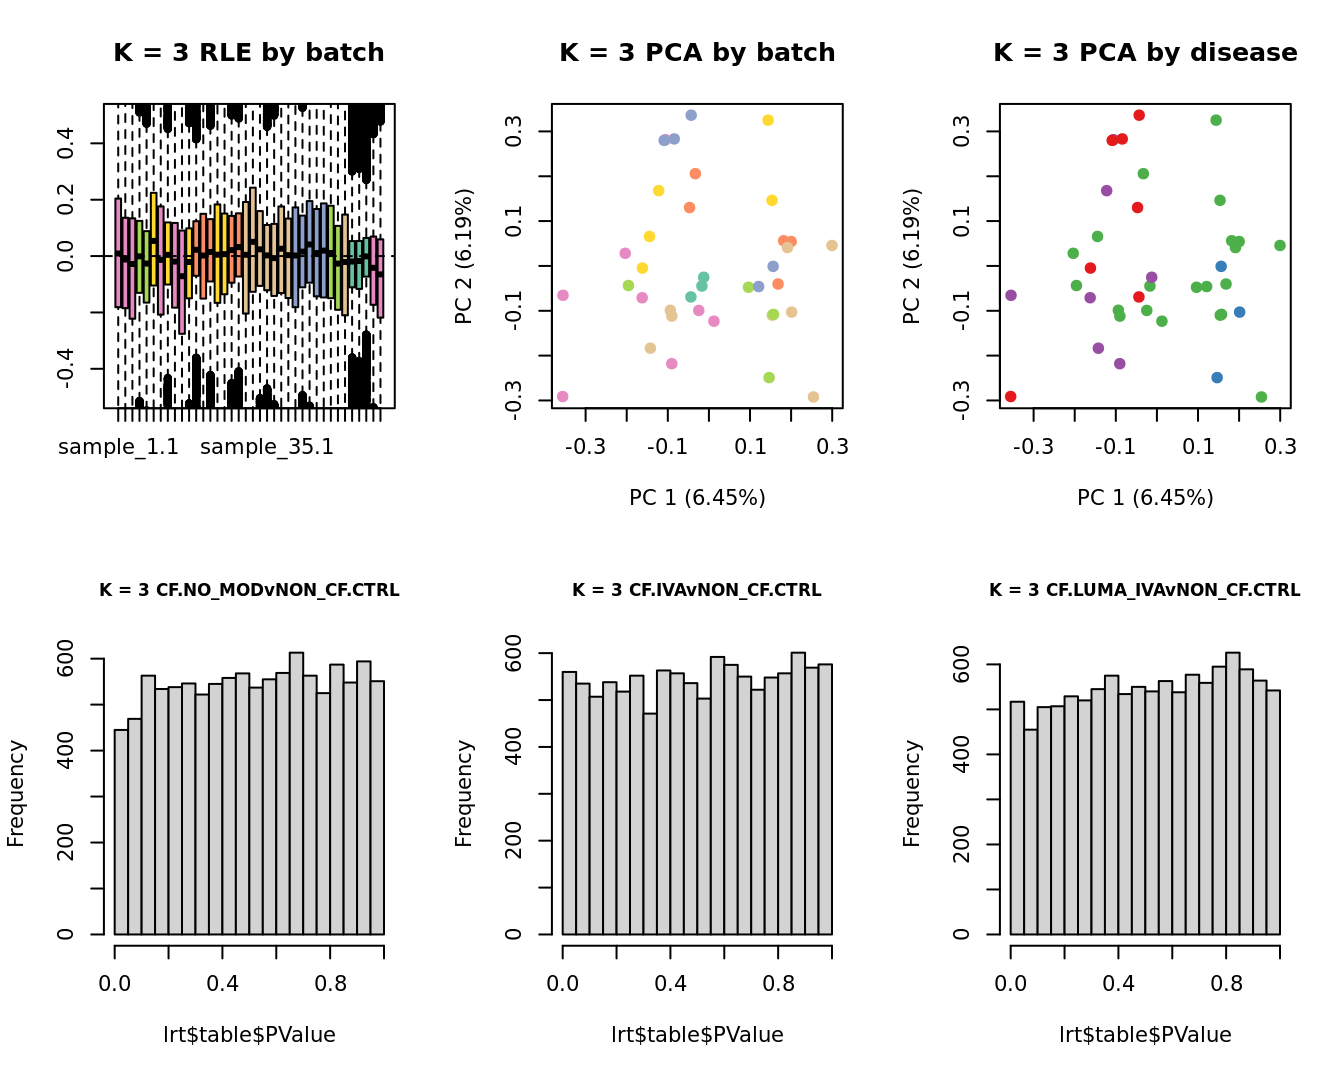 K = 3 RLE by batch
0.4
0.2
0.0
-0.4
sample_1.1 sample_35.1
K = 3 PCA by batch
PC 2 (6.19%)
0.3
0.1
-0.1
-0.3
-0.3 -0.1 0.1 0.3
PC 1 (6.45%)
K = 3 PCA by disease
PC 2 (6.19%)
0.3
0.1
-0.1
-0.3
-0.3 -0.1 0.1 0.3
PC 1 (6.45%)
K = 3 CF.NO_MODvNON_CF.CTRL
Frequency
600
400
200
0
0.0 0.4 0.8
lrt$table$PValue
K = 3 CF.IVAvNON_CF.CTRL
Frequency
600
400
200
0
0.0 0.4 0.8
lrt$table$PValue
K = 3 CF.LUMA_IVAvNON_CF.CTRL
Frequency
600
400
200
0
0.0 0.4 0.8
lrt$table$PValue